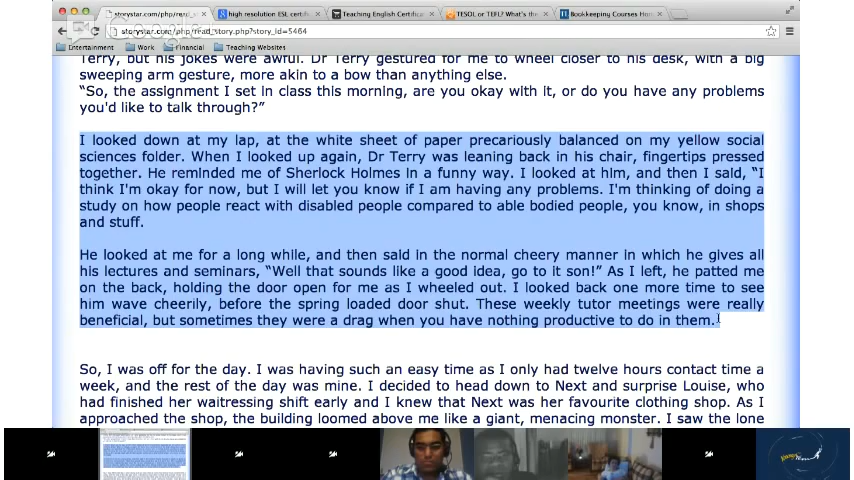 storystar.com/php/read_story.php?
high resolution ESL certif
Teaching English Certific
TESOL or TEFL? What's the
Bookkeeping Courses Hom
storystar.com/php/read_story.php?story_id=5464
Entertainment Work Financial Teaching Websites
Terry, but his jokes were awful. Dr Terry gestured for me to wheel closer to his desk, with a big
sweeping arm gesture, more akin to a bow than anything else.
“So, the assignment I set in class this morning, are you okay with it, or do you have any problems
you'd like to talk through?”
I looked down at my lap, at the white sheet of paper precariously balanced on my yellow social
sciences folder. When I looked up again, Dr Terry was leaning back in his chair, fingertips pressed
together. He reminded me of Sherlock Holmes in a funny way. I looked at him, and then I said, “I
think I'm okay for now, but I will let you know if I am having any problems. I'm thinking of doing a
study on how people react with disabled people compared to able bodied people, you know, in shops
and stuff.
He looked at me for a long while, and then said in the normal cheery manner in which he gives all
his lectures and seminars, “Well that sounds like a good idea, go to it son!” As I left, he patted me
on the back, holding the door open for me as I wheeled out. I looked back one more time to see
him wave cheerily, before the spring loaded door shut. These weekly tutor meetings were really
beneficial, but sometimes they were a drag when you have nothing productive to do in them.
So, I was off for the day. I was having such an easy time as I only had twelve hours contact time a
week, and the rest of the day was mine. I decided to head down to Next and surprise Louise, who
had finished her waitressing shift early and I knew that Next was her favourite clothing shop. As I
approached the shop, the building loomed above me like a giant, menacing monster. I saw the lone